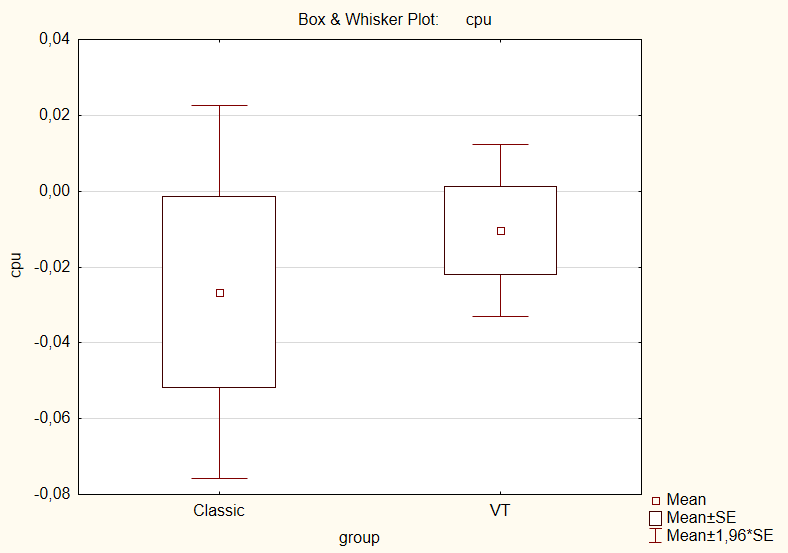 Box & Whisker Plot: cpu
0,04
0,02
0,00
-0,02
-0,04
-0,06
-0,08
cpu
Classic
VT
group
Mean
Mean±SE
Mean±1,96*SE